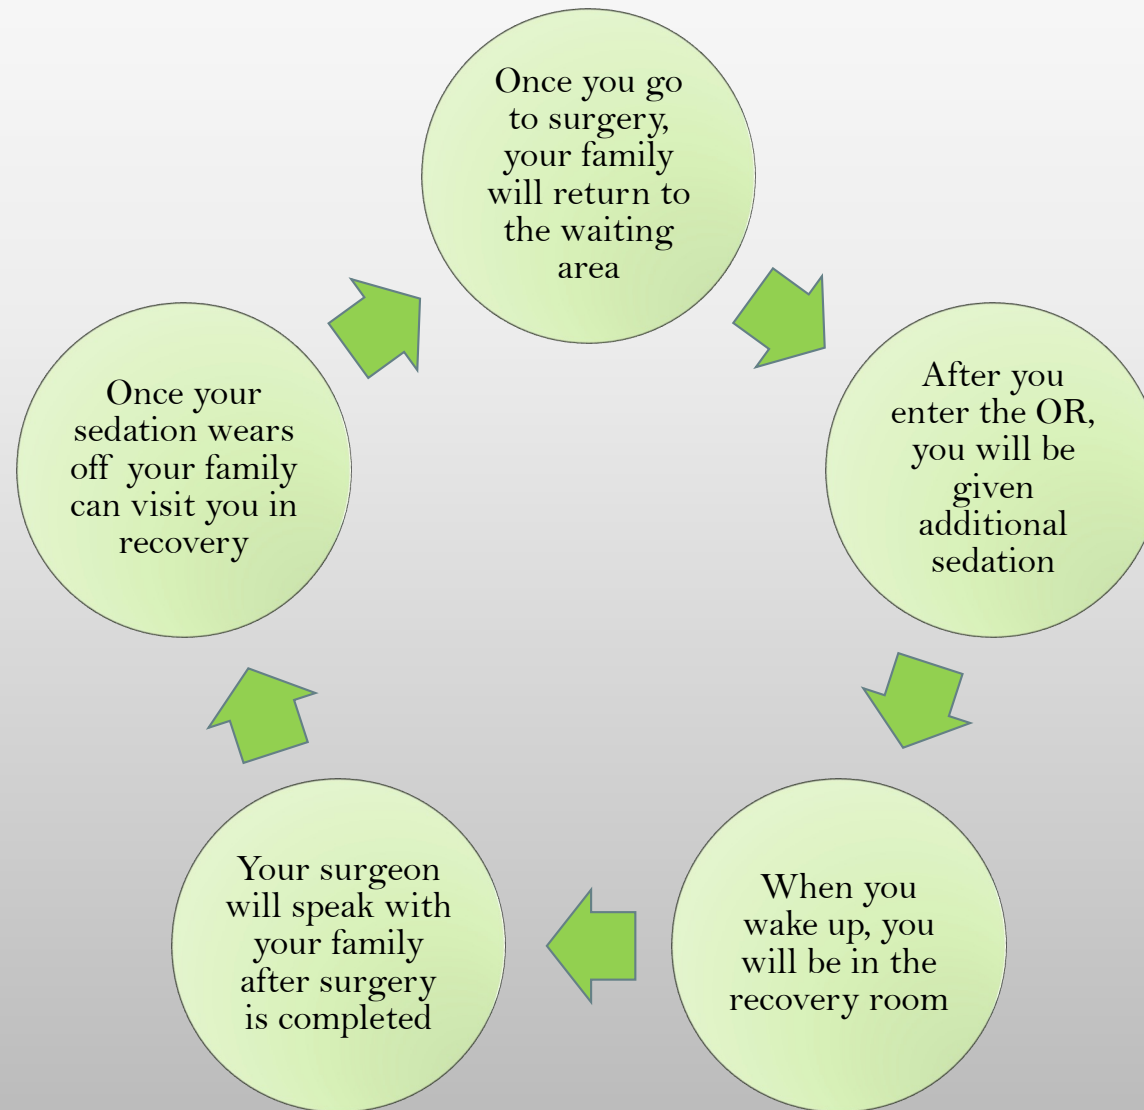 Once you go
to surgery,
your family
will return to
the waiting
area
After you
enter the OR,
you will be
given
additional
sedation
When you
wake up, you
will be in the
recovery room
Your surgeon
will speak with
your family
after surgery
is completed
Once your
sedation wears
off your family
can visit you in
recovery